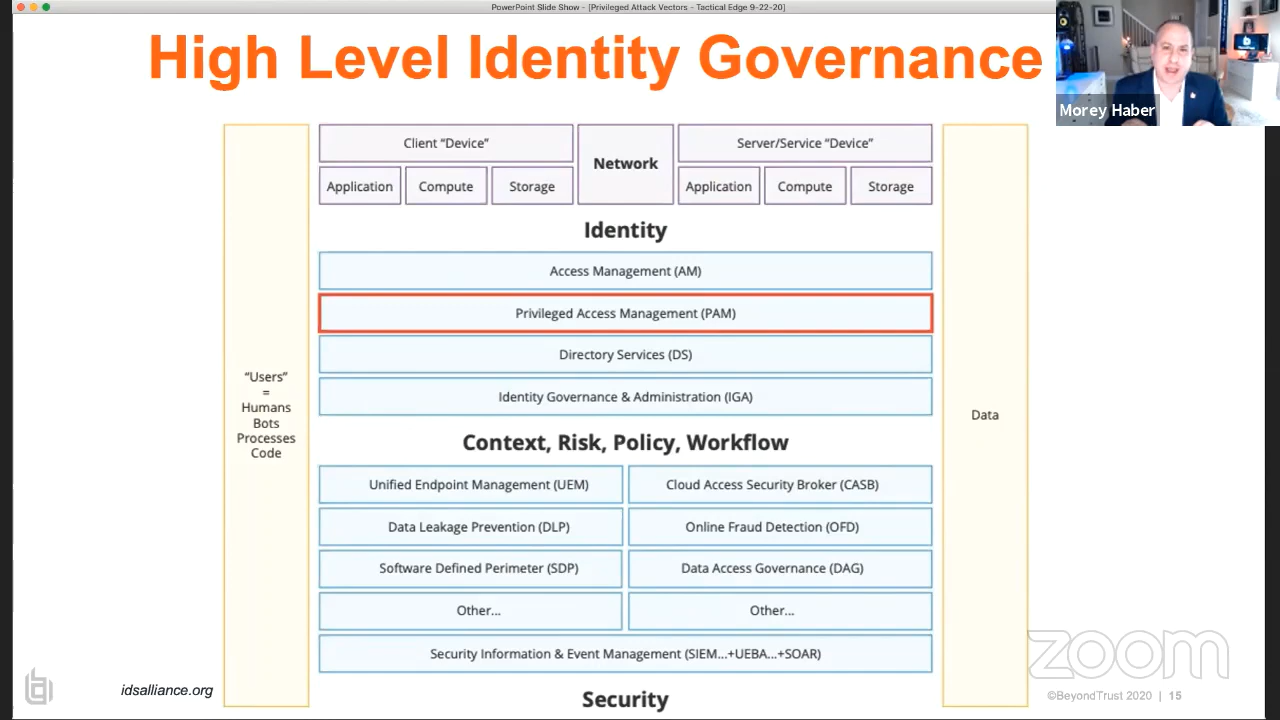 PowerPoint Slide Show - [Privileged Attack Vectors - Tactical Edge 9-22-20]
High Level Identity Governance
Morey Haber
Client “Device”
Network
Server/Service “Device”
Application
Compute
Storage
Application
Compute
Storage
Identity
Access Management (AM)
Privileged Access Management (PAM)
Directory Services (DS)
Identity Governance & Administration (IGA)
“Users”
=
Humans
Bots
Processes
Code
Data
Context, Risk, Policy, Workflow
Unified Endpoint Management (UEM)
Cloud Access Security Broker (CASB)
Data Leakage Prevention (DLP)
Online Fraud Detection (OFD)
Software Defined Perimeter (SDP)
Data Access Governance (DAG)
Other...
Other...
Security Information & Event Management (SIEM...+UEBA...+SOAR)
Security
idsalliance.org
zoom
©BeyondTrust 2020 | 15